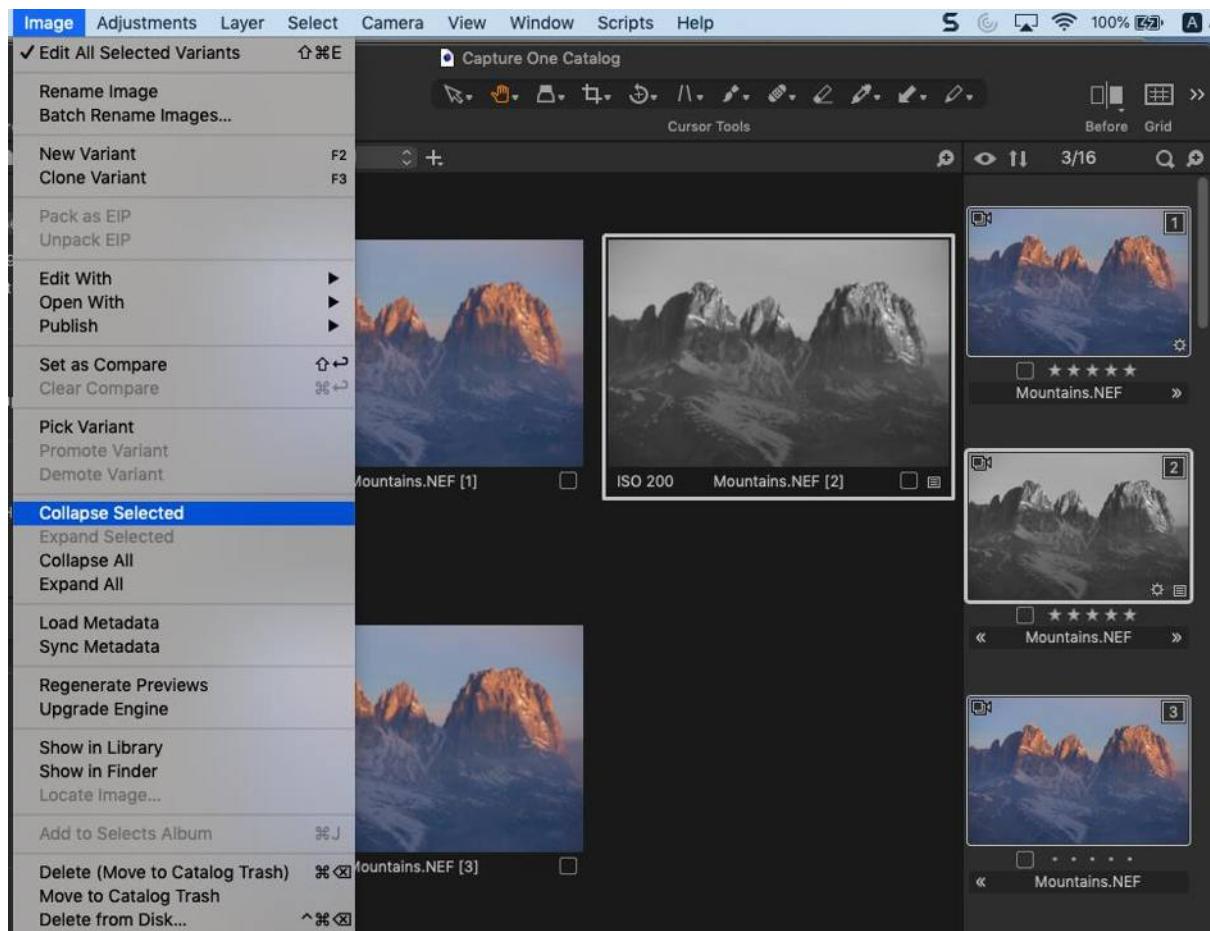 Image Adjustments Layer Select Camera View Window Scripts Help 100% A
✓ Edit All Selected Variants ⇧⌘E
Capture One Catalog
Rename Image
Batch Rename Images...
Cursor Tools
Before Grid
New Variant F2
Clone Variant F3
3/16
Pack as EIP
Unpack EIP
Edit With ▶
Open With ▶
Publish ▶
Set as Compare ⇧↩
Clear Compare ⌘↩
Pick Variant
Promote Variant
Demote Variant
Collapse Selected
Expand Selected
Collapse All
Expand All
Load Metadata
Sync Metadata
Regenerate Previews
Upgrade Engine
Show in Library
Show in Finder
Locate Image...
Add to Selects Album ⌘J
Delete (Move to Catalog Trash) ⌘⌫
Move to Catalog Trash
Delete from Disk... ^⌘⌫
Mountains.NEF [1]
ISO 200 Mountains.NEF [2]
Mountains.NEF [3]
1
★★★★★
Mountains.NEF »
2
★★★★★
« Mountains.NEF »
3
• • • • •
« Mountains.NEF